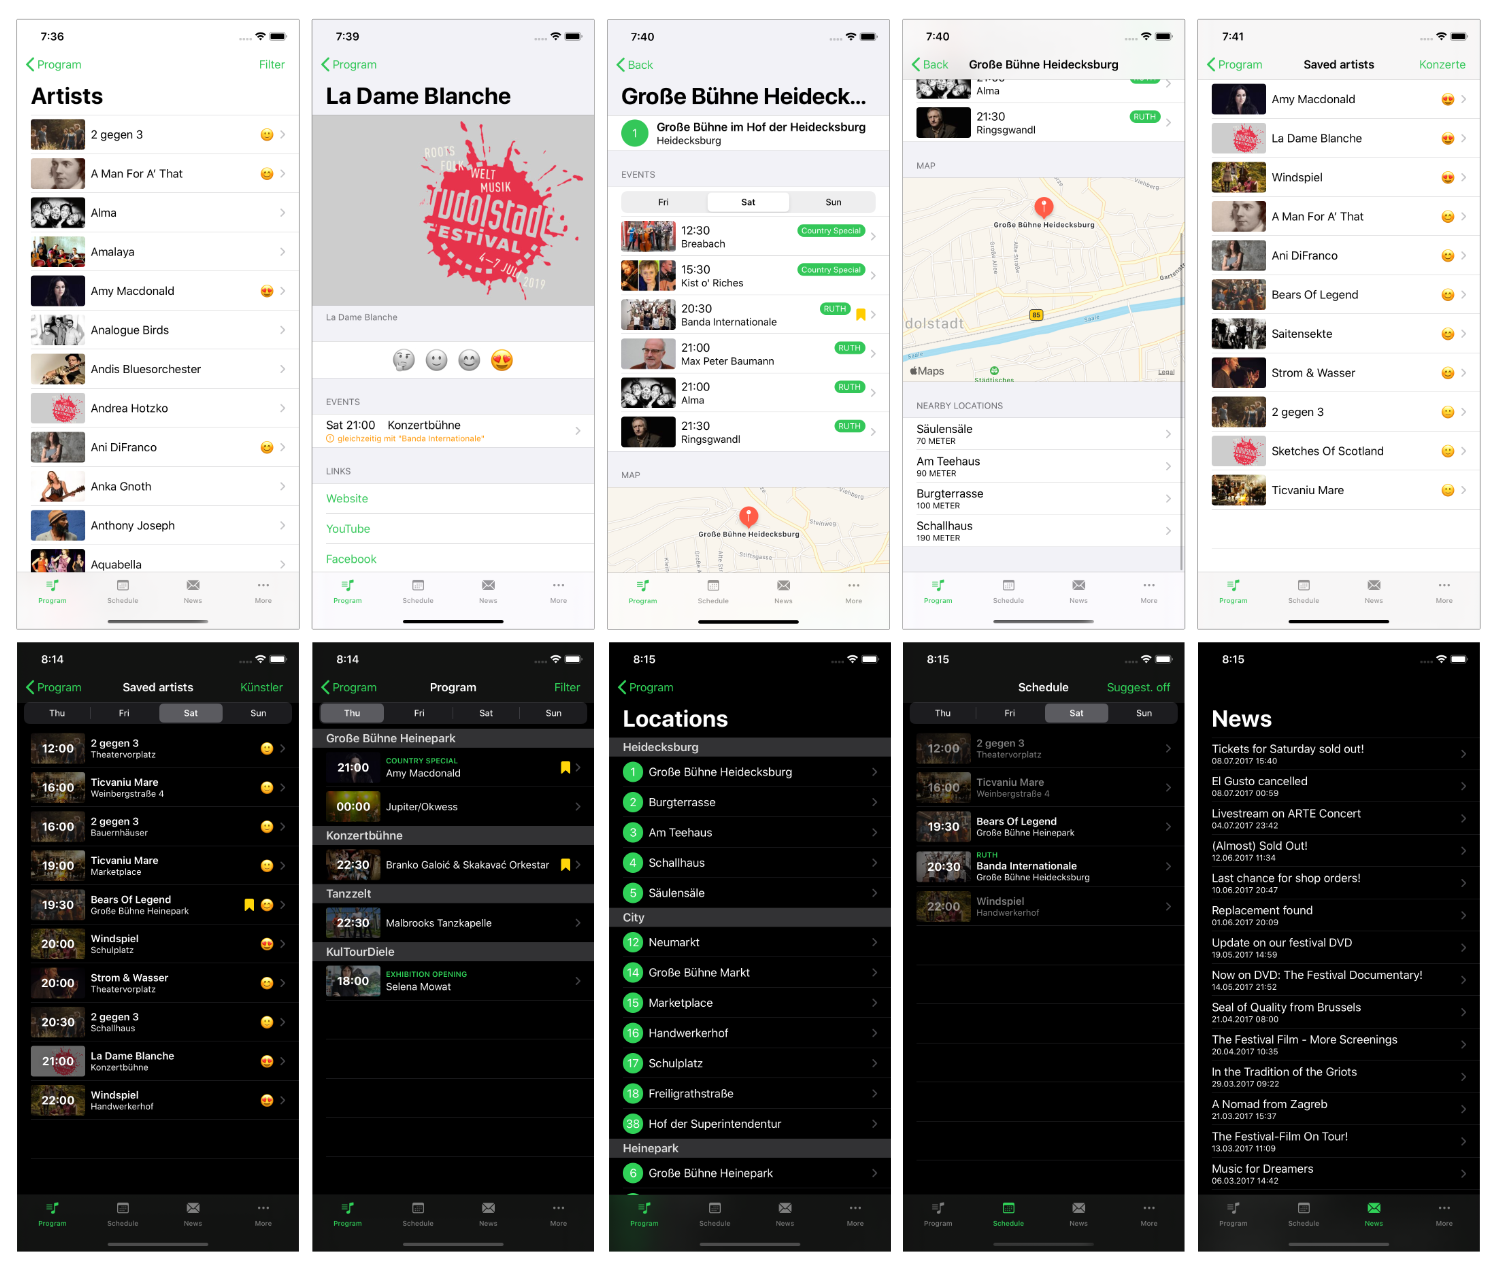 7:36
Program
Filter
Artists
2 gegen 3
A Man For A' That
Alma
Amalaya
Amy Macdonald
Analogue Birds
Andis Bluesorchester
Andrea Hotzko
Ani DiFranco
Anka Gnoth
Anthony Joseph
Aquabella
Program
Schedule
News
More
7:39
Program
La Dame Blanche
ROOTS
FOLK
WELT
MUSIK
rudolstadt
FESTIVAL
4–7 JULI
2019
La Dame Blanche
EVENTS
Sat 21:00 Konzertbühne
gleichzeitig mit "Banda Internationale"
LINKS
Website
YouTube
Facebook
Program
Schedule
News
More
7:40
Back
Große Bühne Heideck...
1
Große Bühne im Hof der Heidecksburg
Heidecksburg
EVENTS
Fri
Sat
Sun
12:30
Country Special
Breabach
15:30
Country Special
Kist o' Riches
20:30
RUTH
Banda Internationale
21:00
RUTH
Max Peter Baumann
21:00
RUTH
Alma
21:30
RUTH
Ringsgwandl
MAP
Große Bühne Heidecksburg
Program
Schedule
News
More
7:40
Back
Große Bühne Heidecksburg
21:00
RUTH
Alma
21:30
RUTH
Ringsgwandl
MAP
Große Bühne Heidecksburg
Große Allee
Alte Straße
85
Saale
dolstadt
Maps
Städtisches
Legal
NEARBY LOCATIONS
Säulensäle
70 METER
Am Teehaus
90 METER
Burgterrasse
100 METER
Schallhaus
190 METER
Program
Schedule
News
More
7:41
Program
Saved artists
Konzerte
Amy Macdonald
La Dame Blanche
Windspiel
A Man For A' That
Ani DiFranco
Bears Of Legend
Saitensekte
Strom & Wasser
2 gegen 3
Sketches Of Scotland
Ticvaniu Mare
Program
Schedule
News
More
8:14
Program
Saved artists
Künstler
Thu
Fri
Sat
Sun
12:00
2 gegen 3
Theatervorplatz
16:00
Ticvaniu Mare
Weinbergstraße 4
16:00
2 gegen 3
Bauernhäuser
19:00
Ticvaniu Mare
Marketplace
19:30
Bears Of Legend
Große Bühne Heinepark
20:00
Windspiel
Schulplatz
20:00
Strom & Wasser
Theatervorplatz
20:30
2 gegen 3
Schallhaus
21:00
La Dame Blanche
Konzertbühne
22:00
Windspiel
Handwerkerhof
Program
Schedule
News
More
8:14
Program
Program
Filter
Thu
Fri
Sat
Sun
Große Bühne Heinepark
21:00
COUNTRY SPECIAL
Amy Macdonald
00:00
Jupiter/Okwess
Konzertbühne
22:30
Branko Galoić & Skakavać Orkestar
Tanzzelt
22:30
Malbrooks Tanzkapelle
KulTourDiele
18:00
EXHIBITION OPENING
Selena Mowat
Program
Schedule
News
More
8:15
Program
Locations
Heidecksburg
1 Große Bühne Heidecksburg
2 Burgterrasse
3 Am Teehaus
4 Schallhaus
5 Säulensäle
City
12 Neumarkt
14 Große Bühne Markt
15 Marketplace
16 Handwerkerhof
17 Schulplatz
18 Freiligrathstraße
38 Hof der Superintendentur
Heinepark
6 Große Bühne Heinepark
Program
Schedule
News
More
8:15
Schedule
Suggest. off
Thu
Fri
Sat
Sun
12:00
2 gegen 3
Theatervorplatz
16:00
Ticvaniu Mare
Weinbergstraße 4
19:30
Bears Of Legend
Große Bühne Heinepark
20:30
RUTH
Banda Internationale
Große Bühne Heidecksburg
22:00
Windspiel
Handwerkerhof
Program
Schedule
News
More
8:15
News
Tickets for Saturday sold out!
08.07.2017 15:40
El Gusto cancelled
08.07.2017 00:59
Livestream on ARTE Concert
04.07.2017 23:42
(Almost) Sold Out!
12.06.2017 11:34
Last chance for shop orders!
10.06.2017 20:47
Replacement found
01.06.2017 20:09
Update on our festival DVD
19.05.2017 14:59
Now on DVD: The Festival Documentary!
14.05.2017 21:52
Seal of Quality from Brussels
21.04.2017 08:00
The Festival Film - More Screenings
20.04.2017 10:35
In the Tradition of the Griots
29.03.2017 09:22
A Nomad from Zagreb
21.03.2017 15:37
The Festival-Film On Tour!
13.03.2017 11:09
Music for Dreamers
06.03.2017 14:42
Program
Schedule
News
More